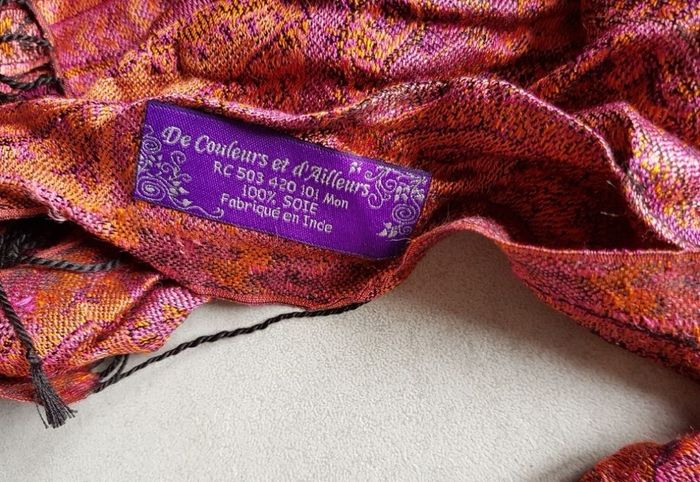 De Couleurs et d'Ailleurs
RC 503 420 101 Mon
100% SOIE
Fabriqué en Inde